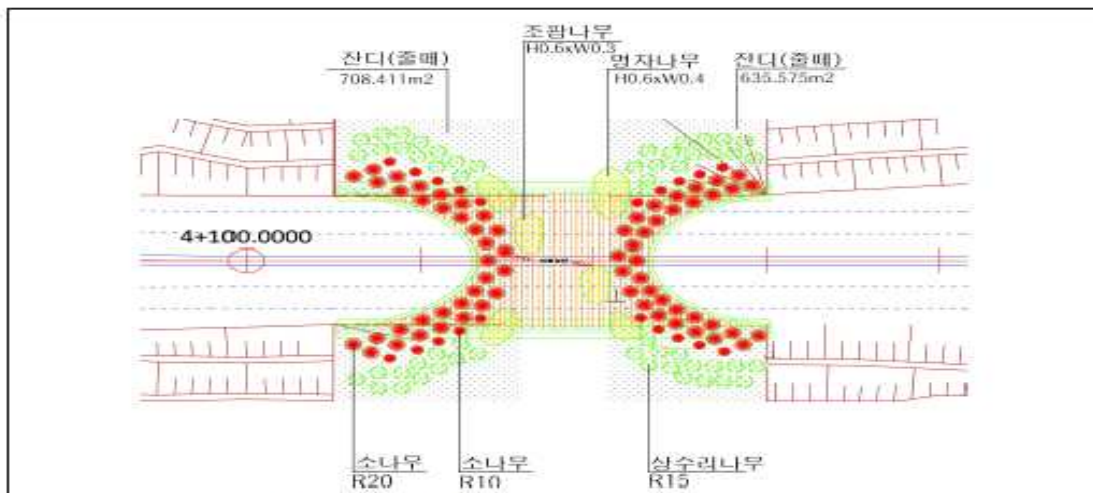 조팝나무
H0.6xW0.3
잔디(줄떼)
708.411m2
명자나무
H0.6xW0.4
잔디(줄떼)
635.575m2
4+100.0000
소나무
R20
소나무
R10
상수리나무
R15